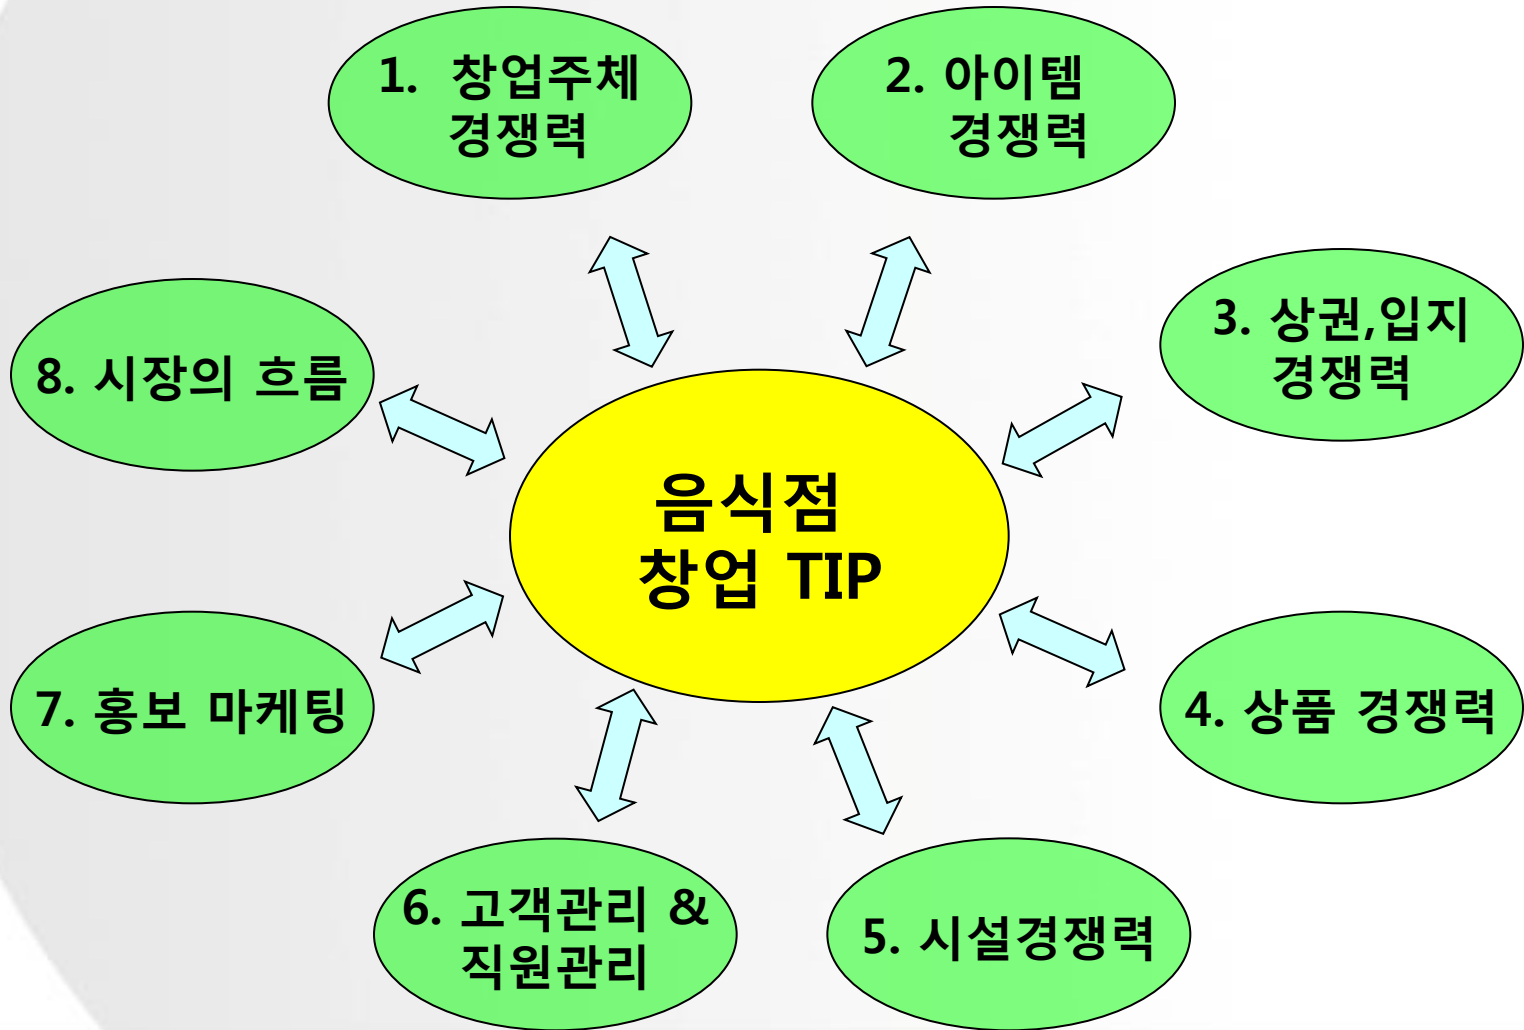 1. 창업주체
경쟁력
2. 아이템
경쟁력
3. 상권,입지
경쟁력
8. 시장의 흐름
음식점
창업 TIP
7. 홍보 마케팅
4. 상품 경쟁력
6. 고객관리 &
직원관리
5. 시설경쟁력